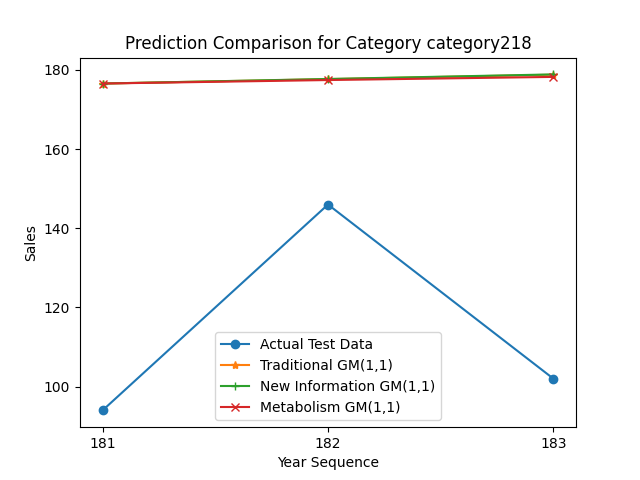 Prediction Comparison for Category category218
Sales
180
160
140
120
100
Actual Test Data
Traditional GM(1,1)
New Information GM(1,1)
Metabolism GM(1,1)
181 182 183
Year Sequence